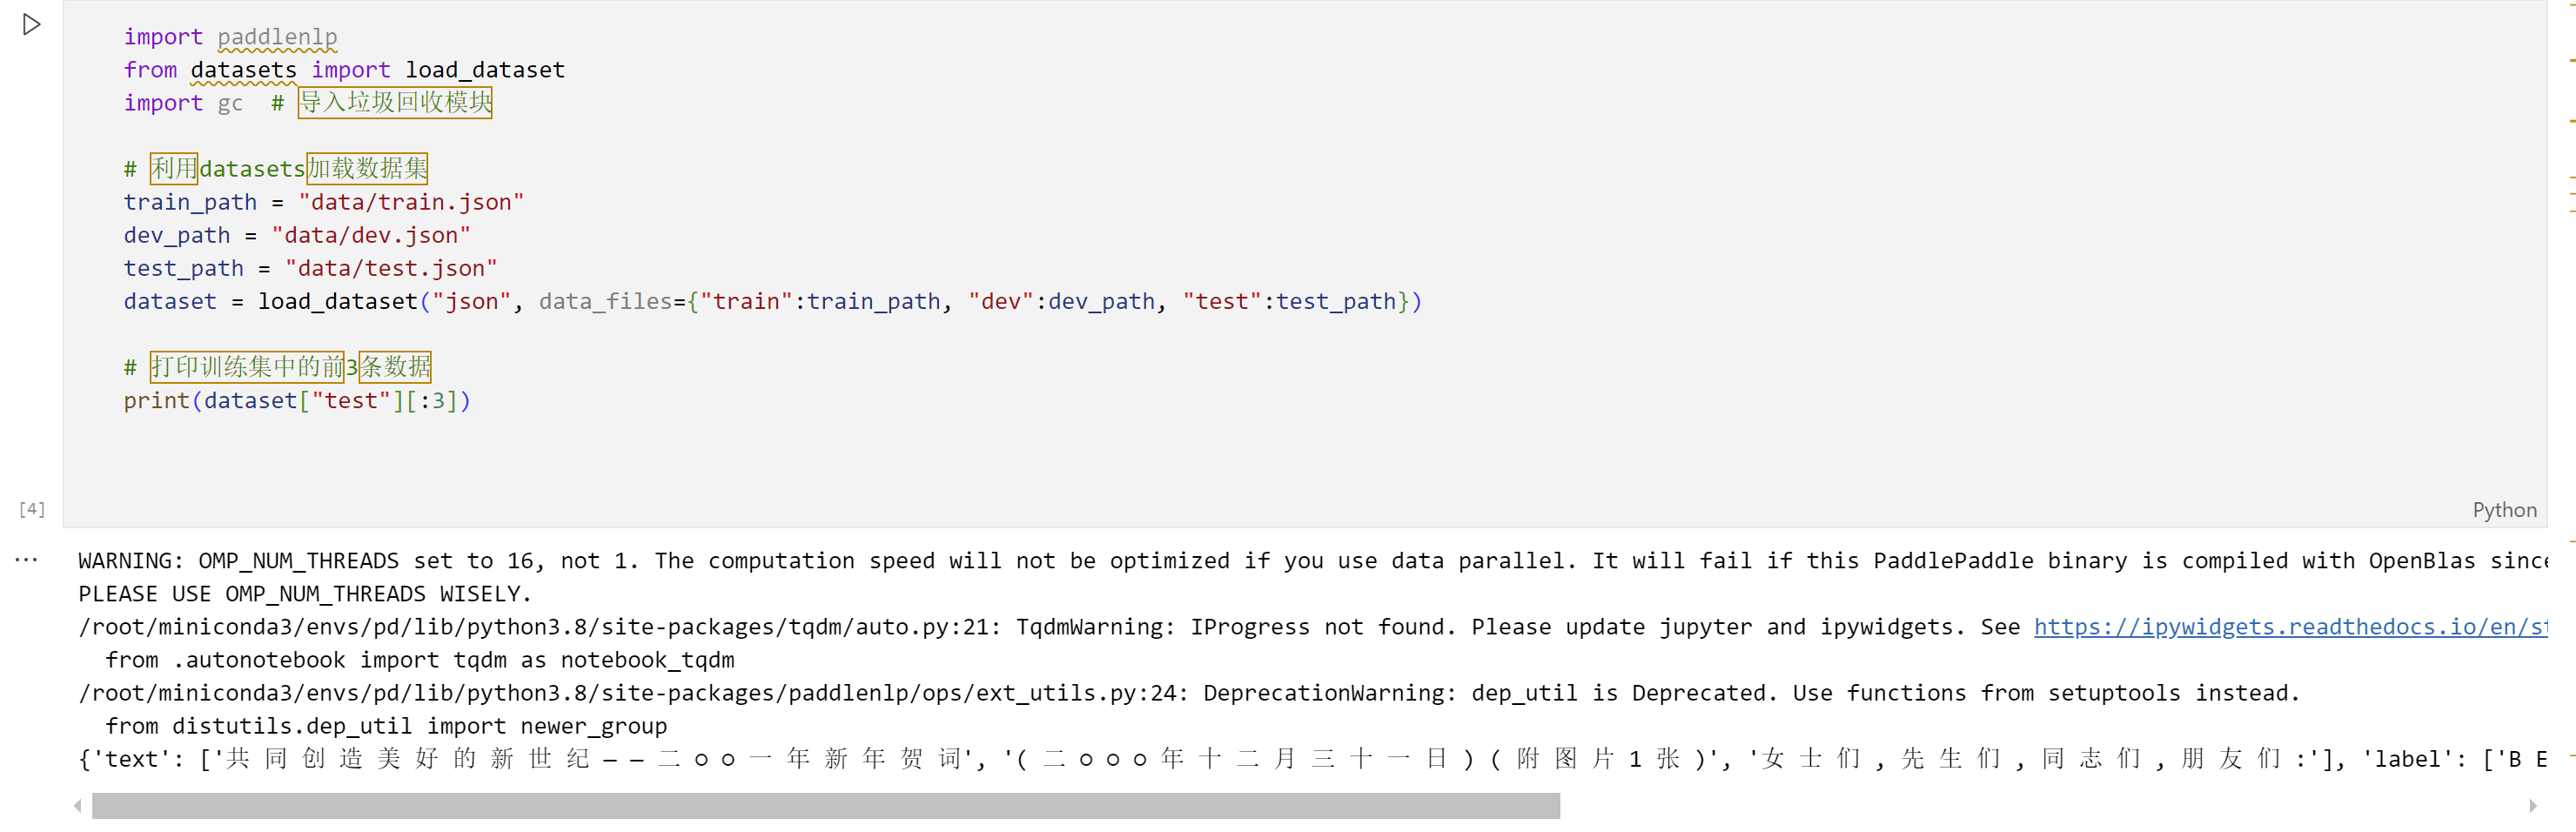 import paddlenlp
from datasets import load_dataset
import gc  # 导入垃圾回收模块
# 利用datasets加载数据集
train_path = "data/train.json"
dev_path = "data/dev.json"
test_path = "data/test.json"
dataset = load_dataset("json", data_files={"train":train_path, "dev":dev_path, "test":test_path})
# 打印训练集中的前3条数据
print(dataset["test"][:3])
[4]
Python
WARNING: OMP_NUM_THREADS set to 16, not 1. The computation speed will not be optimized if you use data parallel. It will fail if this PaddlePaddle binary is compiled with OpenBlas since
PLEASE USE OMP_NUM_THREADS WISELY.
/root/miniconda3/envs/pd/lib/python3.8/site-packages/tqdm/auto.py:21: TqdmWarning: IProgress not found. Please update jupyter and ipywidgets. See https://ipywidgets.readthedocs.io/en/st
  from .autonotebook import tqdm as notebook_tqdm
/root/miniconda3/envs/pd/lib/python3.8/site-packages/paddlenlp/ops/ext_utils.py:24: DeprecationWarning: dep_util is Deprecated. Use functions from setuptools instead.
  from distutils.dep_util import newer_group
{'text': ['共 同 创 造 美 好 的 新 世 纪 — — 二 ○ ○ 一 年 新 年 贺 词', '( 二 ○ ○ ○ 年 十 二 月 三 十 一 日 ) ( 附 图 片 1 张 )', '女 士 们 , 先 生 们 , 同 志 们 , 朋 友 们 :'], 'label': ['B E